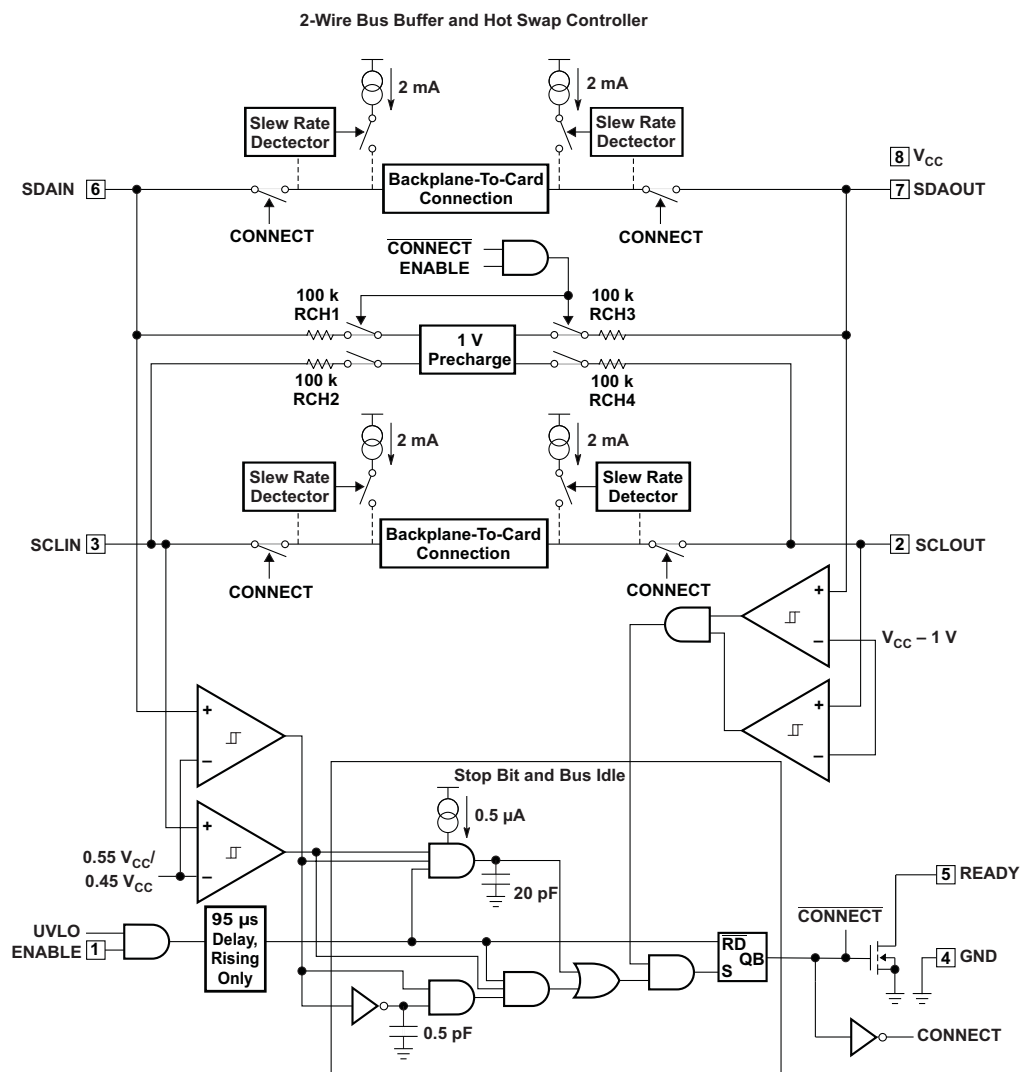 2-Wire Bus Buffer and Hot Swap Controller
2 mA
2 mA
Slew Rate
Dectector
Slew Rate
Dectector
8 VCC
SDAIN 6
Backplane-To-Card
Connection
7 SDAOUT
CONNECT
CONNECT
CONNECT
ENABLE
100 k
RCH1
100 k
RCH3
1 V
Precharge
100 k
RCH2
100 k
RCH4
2 mA
2 mA
Slew Rate
Dectector
Slew Rate
Detector
SCLIN 3
Backplane-To-Card
Connection
2 SCLOUT
CONNECT
CONNECT
+
–
VCC – 1 V
+
–
+
–
Stop Bit and Bus Idle
0.5 µA
+
–
0.55 VCC/
0.45 VCC
20 pF
5 READY
UVLO
ENABLE 1
95 µs
Delay,
Rising
Only
CONNECT
RD
QB
S
4 GND
0.5 pF
CONNECT